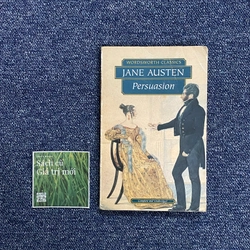 WORDSWORTH CLASSICS
JANE AUSTEN
Persuasion
Sách cũ
Giá trị mới